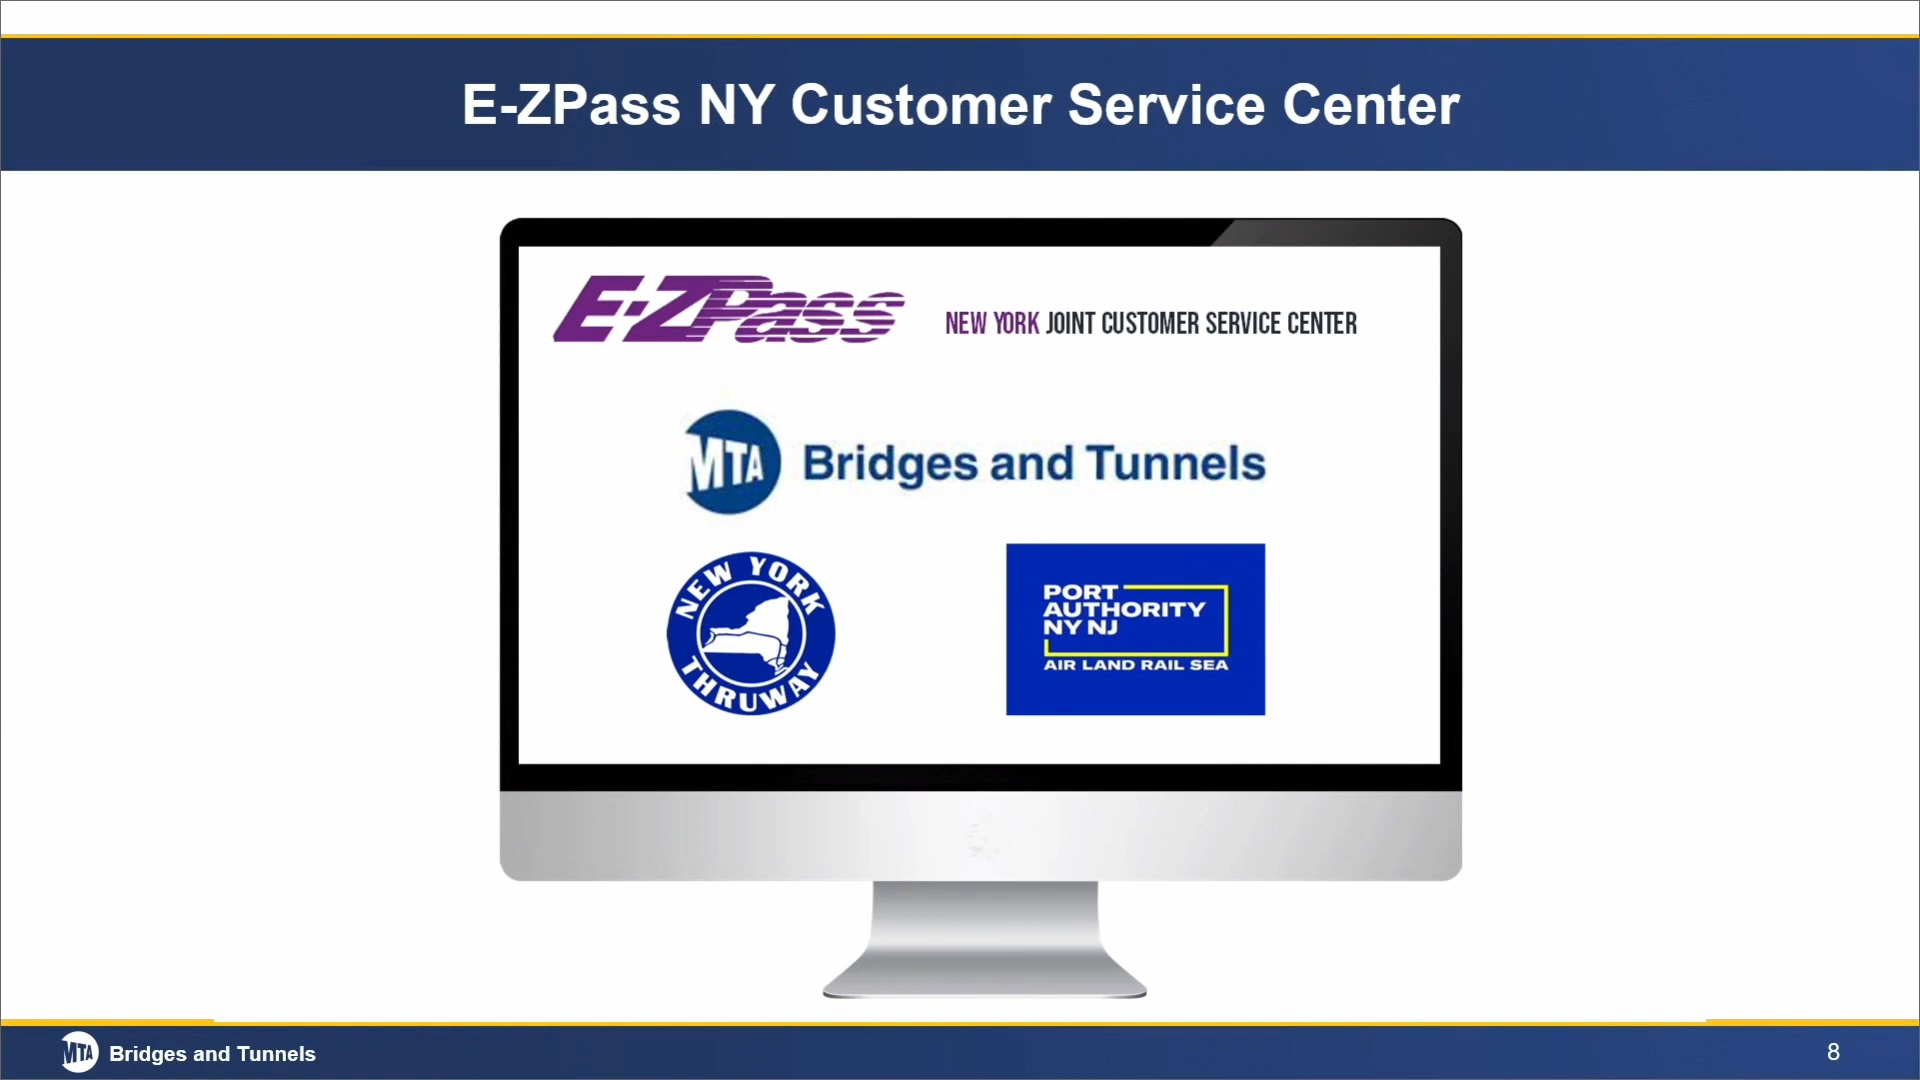 E-ZPass NY Customer Service Center
E-ZPass
NEW YORK JOINT CUSTOMER SERVICE CENTER
MTA Bridges and Tunnels
NEW YORK
THRUWAY
PORT
AUTHORITY
NY NJ
AIR LAND RAIL SEA
MTA Bridges and Tunnels
8